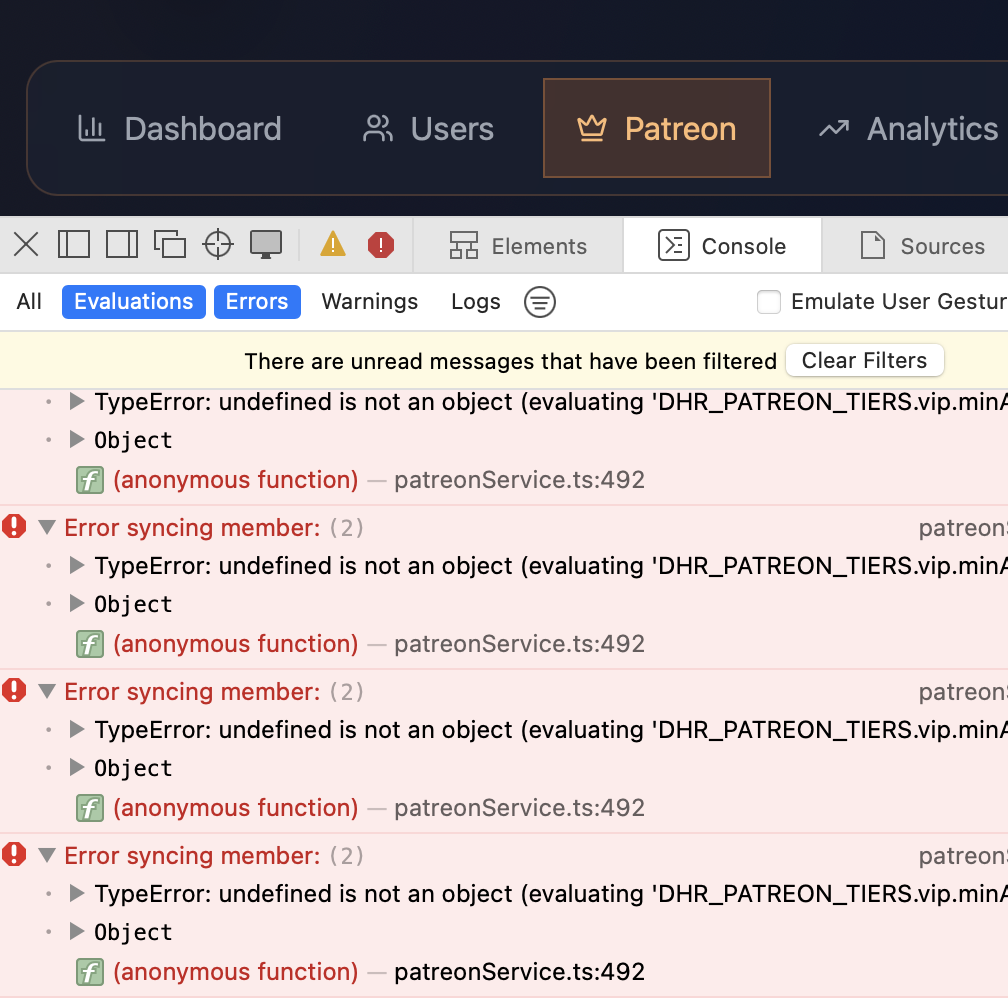 Dashboard Users Patreon Analytics
Elements Console Sources
All Evaluations Errors Warnings Logs Emulate User Gestur
There are unread messages that have been filtered Clear Filters
TypeError: undefined is not an object (evaluating 'DHR_PATREON_TIERS.vip.minA
Object
f (anonymous function) — patreonService.ts:492
Error syncing member: (2) patreonS
TypeError: undefined is not an object (evaluating 'DHR_PATREON_TIERS.vip.minA
Object
f (anonymous function) — patreonService.ts:492
Error syncing member: (2) patreonS
TypeError: undefined is not an object (evaluating 'DHR_PATREON_TIERS.vip.minA
Object
f (anonymous function) — patreonService.ts:492
Error syncing member: (2) patreonS
TypeError: undefined is not an object (evaluating 'DHR_PATREON_TIERS.vip.minA
Object
f (anonymous function) — patreonService.ts:492